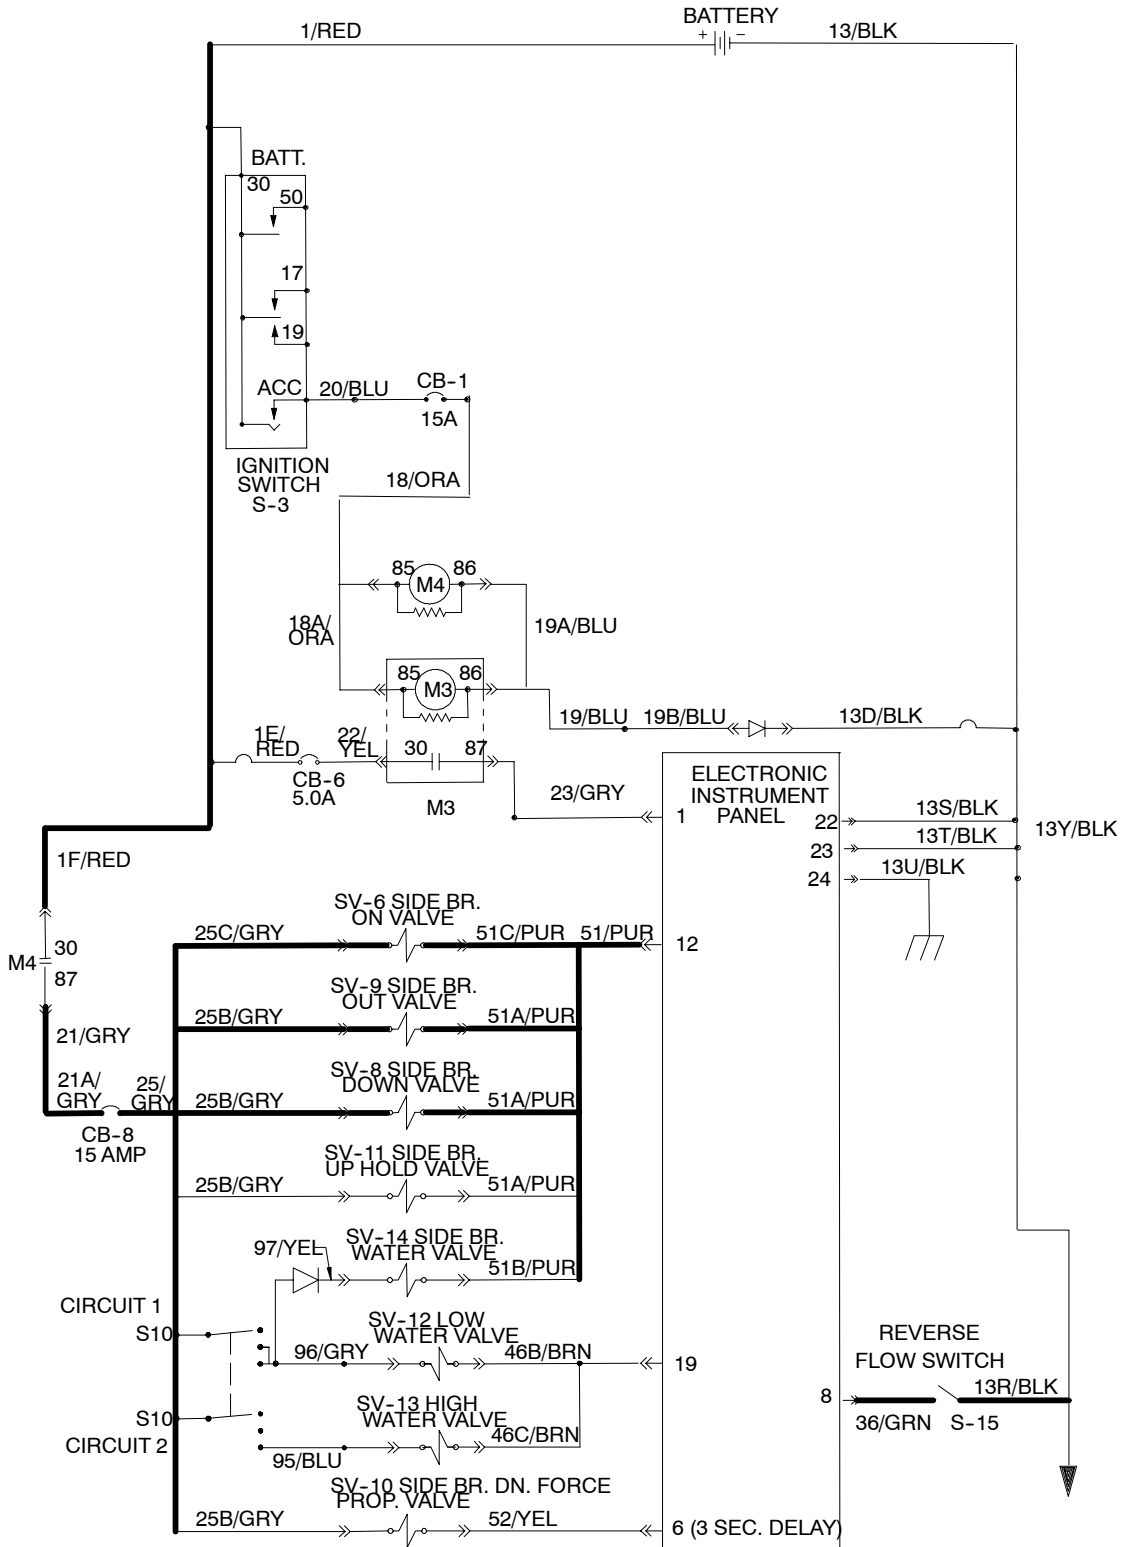 BATTERY
1/RED
+ −
13/BLK
BATT.
30
50
17
19
ACC
20/BLU
CB-1
15A
IGNITION
SWITCH
S-3
18/ORA
85
M4
86
18A/
ORA
19A/BLU
85
M3
86
19/BLU
19B/BLU
13D/BLK
1E/
RED
22/
YEL
30
87
CB-6
5.0A
M3
23/GRY
1
ELECTRONIC
INSTRUMENT
PANEL
22
13S/BLK
13Y/BLK
23
13T/BLK
24
13U/BLK
1F/RED
SV-6 SIDE BR.
ON VALVE
25C/GRY
51C/PUR
51/PUR
12
M4
30
87
SV-9 SIDE BR.
OUT VALVE
25B/GRY
51A/PUR
21/GRY
SV-8 SIDE BR.
DOWN VALVE
21A/
GRY
25/
GRY
25B/GRY
51A/PUR
CB-8
15 AMP
SV-11 SIDE BR.
UP HOLD VALVE
25B/GRY
51A/PUR
SV-14 SIDE BR.
WATER VALVE
97/YEL
51B/PUR
CIRCUIT 1
S10
SV-12 LOW
WATER VALVE
96/GRY
46B/BRN
19
REVERSE
FLOW SWITCH
8
13R/BLK
36/GRN
S-15
S10
CIRCUIT 2
SV-13 HIGH
WATER VALVE
95/BLU
46C/BRN
SV-10 SIDE BR. DN. FORCE
PROP. VALVE
25B/GRY
52/YEL
6 (3 SEC. DELAY)